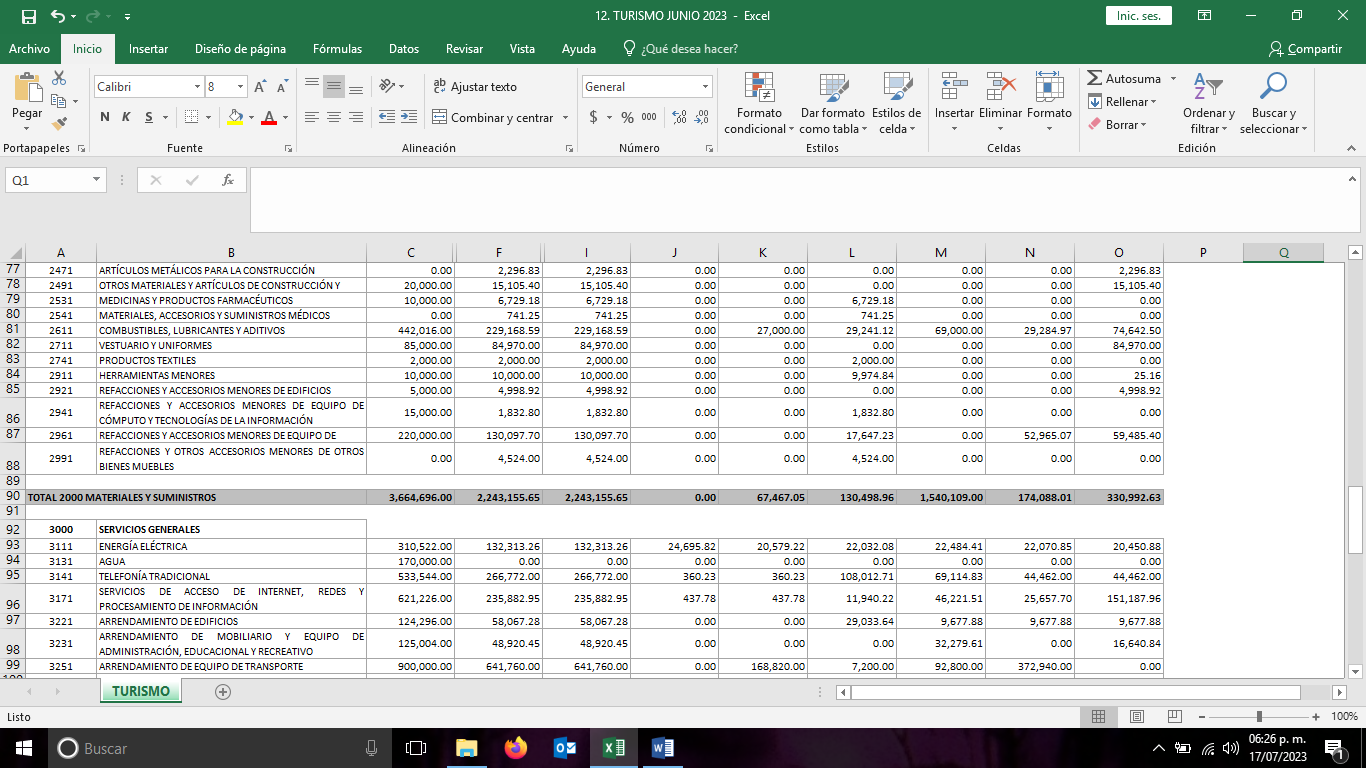 12. TURISMO JUNIO 2023 - Excel
Inic. ses.
Archivo Inicio Insertar Diseño de página Fórmulas Datos Revisar Vista Ayuda ¿Qué desea hacer? Compartir
Pegar
Calibri 8
N K S
Ajustar texto
Combinar y centrar
General
$ % 000
Formato condicional
Dar formato como tabla
Estilos de celda
Insertar Eliminar Formato
Autosuma
Rellenar
Borrar
Ordenar y filtrar
Buscar y seleccionar
Portapapeles Fuente Alineación Número Estilos Celdas Edición
Q1 fx
A B C F I J K L M N O P Q
77 2471 ARTÍCULOS METÁLICOS PARA LA CONSTRUCCIÓN 0.00 2,296.83 2,296.83 0.00 0.00 0.00 0.00 0.00 2,296.83
78 2491 OTROS MATERIALES Y ARTÍCULOS DE CONSTRUCCIÓN Y 20,000.00 15,105.40 15,105.40 0.00 0.00 0.00 0.00 0.00 15,105.40
79 2531 MEDICINAS Y PRODUCTOS FARMACÉUTICOS 10,000.00 6,729.18 6,729.18 0.00 0.00 6,729.18 0.00 0.00 0.00
80 2541 MATERIALES, ACCESORIOS Y SUMINISTROS MÉDICOS 0.00 741.25 741.25 0.00 0.00 741.25 0.00 0.00 0.00
81 2611 COMBUSTIBLES, LUBRICANTES Y ADITIVOS 442,016.00 229,168.59 229,168.59 0.00 27,000.00 29,241.12 69,000.00 29,284.97 74,642.50
82 2711 VESTUARIO Y UNIFORMES 85,000.00 84,970.00 84,970.00 0.00 0.00 0.00 0.00 0.00 84,970.00
83 2741 PRODUCTOS TEXTILES 2,000.00 2,000.00 2,000.00 0.00 0.00 2,000.00 0.00 0.00 0.00
84 2911 HERRAMIENTAS MENORES 10,000.00 10,000.00 10,000.00 0.00 0.00 9,974.84 0.00 0.00 25.16
85 2921 REFACCIONES Y ACCESORIOS MENORES DE EDIFICIOS 5,000.00 4,998.92 4,998.92 0.00 0.00 0.00 0.00 0.00 4,998.92
86 2941 REFACCIONES Y ACCESORIOS MENORES DE EQUIPO DE CÓMPUTO Y TECNOLOGÍAS DE LA INFORMACIÓN 15,000.00 1,832.80 1,832.80 0.00 0.00 1,832.80 0.00 0.00 0.00
87 2961 REFACCIONES Y ACCESORIOS MENORES DE EQUIPO DE 220,000.00 130,097.70 130,097.70 0.00 0.00 17,647.23 0.00 52,965.07 59,485.40
88 2991 REFACCIONES Y OTROS ACCESORIOS MENORES DE OTROS BIENES MUEBLES 0.00 4,524.00 4,524.00 0.00 0.00 4,524.00 0.00 0.00 0.00
89
90 TOTAL 2000 MATERIALES Y SUMINISTROS 3,664,696.00 2,243,155.65 2,243,155.65 0.00 67,467.05 130,498.96 1,540,109.00 174,088.01 330,992.63
91
92 3000 SERVICIOS GENERALES
93 3111 ENERGÍA ELÉCTRICA 310,522.00 132,313.26 132,313.26 24,695.82 20,579.22 22,032.08 22,484.41 22,070.85 20,450.88
94 3131 AGUA 170,000.00 0.00 0.00 0.00 0.00 0.00 0.00 0.00 0.00
95 3141 TELEFONÍA TRADICIONAL 533,544.00 266,772.00 266,772.00 360.23 360.23 108,012.71 69,114.83 44,462.00 44,462.00
96 3171 SERVICIOS DE ACCESO DE INTERNET, REDES Y PROCESAMIENTO DE INFORMACIÓN 621,226.00 235,882.95 235,882.95 437.78 437.78 11,940.22 46,221.51 25,657.70 151,187.96
97 3221 ARRENDAMIENTO DE EDIFICIOS 124,296.00 58,067.28 58,067.28 0.00 0.00 29,033.64 9,677.88 9,677.88 9,677.88
98 3231 ARRENDAMIENTO DE MOBILIARIO Y EQUIPO DE ADMINISTRACIÓN, EDUCACIONAL Y RECREATIVO 125,004.00 48,920.45 48,920.45 0.00 0.00 0.00 32,279.61 0.00 16,640.84
99 3251 ARRENDAMIENTO DE EQUIPO DE TRANSPORTE 900,000.00 641,760.00 641,760.00 0.00 168,820.00 7,200.00 92,800.00 372,940.00 0.00
TURISMO
Listo 100%
Buscar
06:26 p. m.
17/07/2023
1